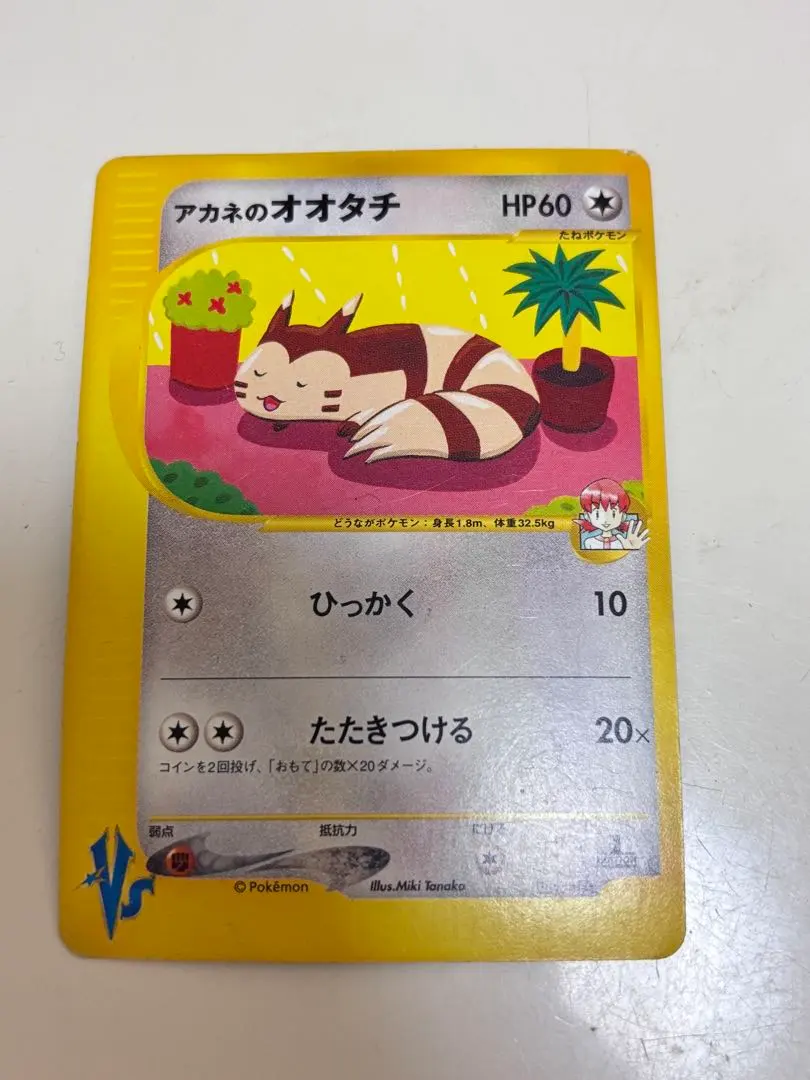 アカネのオオタチ HP60
たねポケモン
どうながポケモン：身長1.8m、体重32.5kg
ひっかく 10
たたきつける 20×
コインを2回投げ、「おもて」の数×20ダメージ。
弱点 抵抗力 にげる
VS
©Pokémon Illus.Miki Tanaka